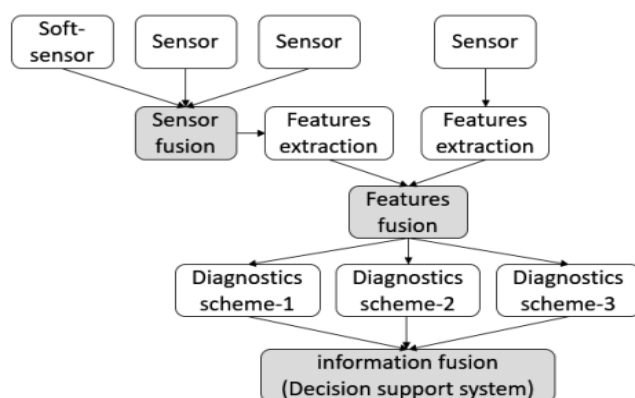 Soft-
sensor
Sensor
Sensor
Sensor
Sensor
fusion
Features
extraction
Features
extraction
Features
fusion
Diagnostics
scheme-1
Diagnostics
scheme-2
Diagnostics
scheme-3
information fusion
(Decision support system)